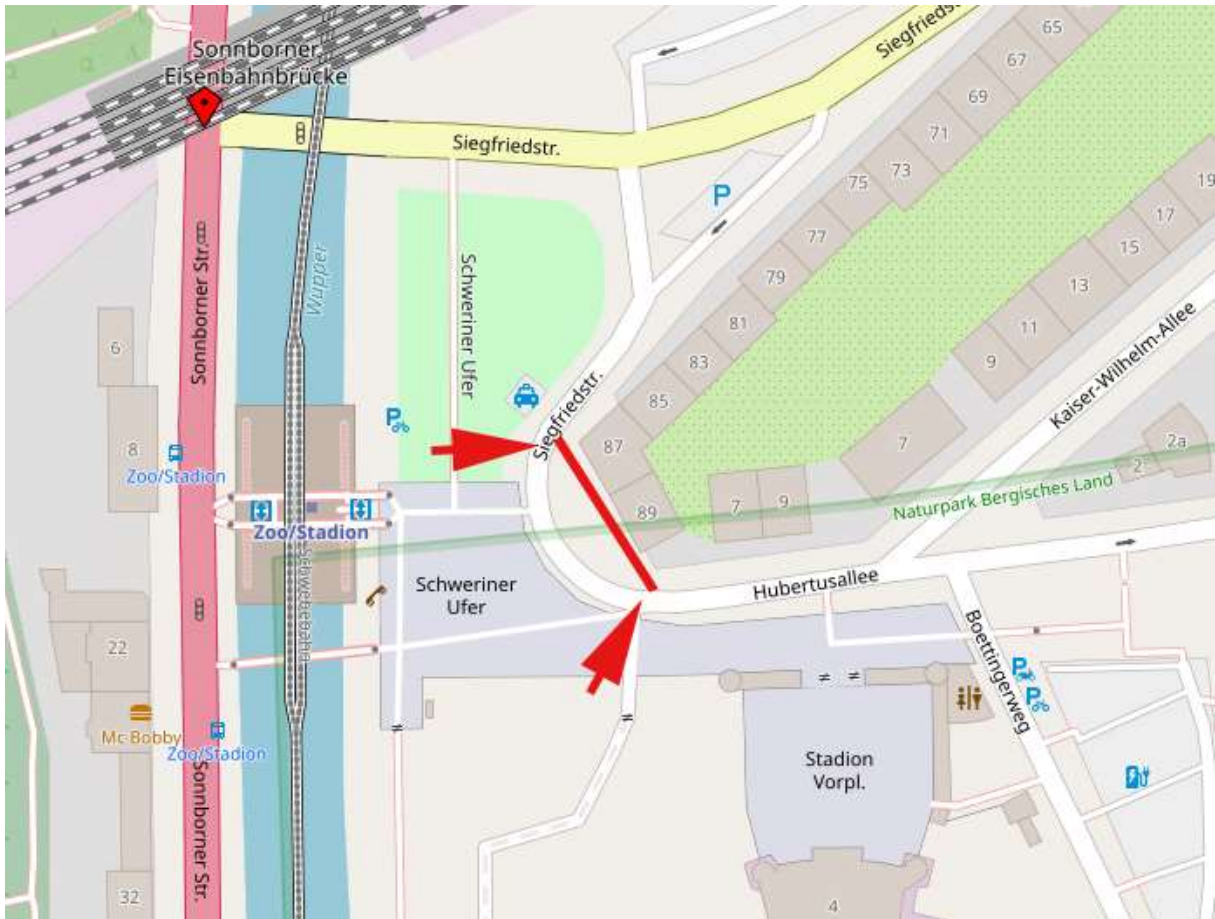 Sonnborner
Eisenbahnbrücke
Siegfriedstr.
Siegfriedstr.
65
67
69
71
73
75
77
79
81
83
85
87
89
19
17
15
13
11
9
7
7
9
2
2a
P
Sonnborner Str.
Wupper
Schweriner Ufer
Siegfriedstr.
Kaiser-Wilhelm-Allee
6
8
Zoo/Stadion
P
Zoo/Stadion
Naturpark Bergisches Land
Schwebebahn
Schweriner
Ufer
Hubertusallee
Boettingerweg
22
Mc Bobby
Zoo/Stadion
P
P
Stadion
Vorpl.
Sonnborner Str.
32
4